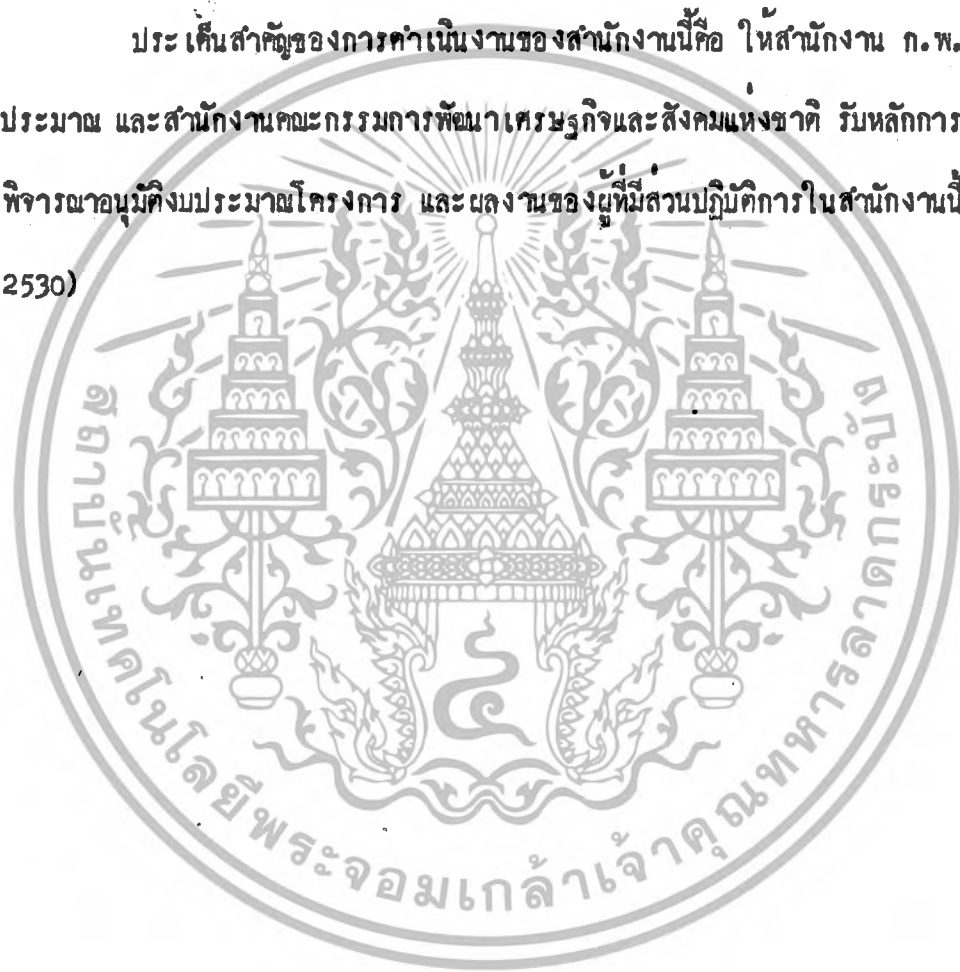 ประเด็นสำคัญของการดำเนินงานของสำนักงานนี้คือ ให้สำนักงาน ก.พ.
ประมาณ และสำนักงานคณะกรรมการพัฒนาเศรษฐกิจและสังคมแห่งชาติ รับหลักการ
พิจารณาอนุมัติงบประมาณโครงการ และผลงานของผู้ที่มีส่วนปฏิบัติการในสำนักงานนี้
2530)
๔
สถาบันเทคโนโลยีพระจอมเกล้าเจ้าคุณทหารลาดกระบัง